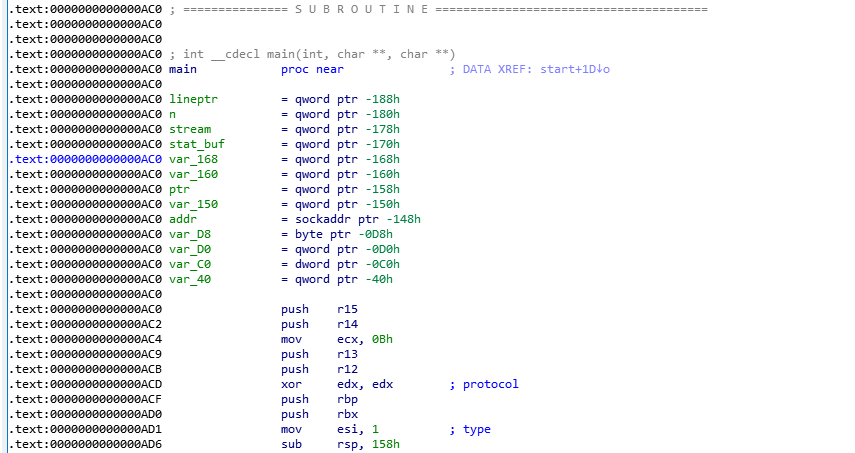 .text:0000000000000AC0 ; =============== S U B R O U T I N E =======================================
.text:0000000000000AC0
.text:0000000000000AC0
.text:0000000000000AC0 ; int __cdecl main(int, char **, char **)
.text:0000000000000AC0 main            proc near               ; DATA XREF: start+1D↓o
.text:0000000000000AC0
.text:0000000000000AC0 lineptr         = qword ptr -188h
.text:0000000000000AC0 n               = qword ptr -180h
.text:0000000000000AC0 stream          = qword ptr -178h
.text:0000000000000AC0 stat_buf        = qword ptr -170h
.text:0000000000000AC0 var_168         = qword ptr -168h
.text:0000000000000AC0 var_160         = qword ptr -160h
.text:0000000000000AC0 ptr             = qword ptr -158h
.text:0000000000000AC0 var_150         = qword ptr -150h
.text:0000000000000AC0 addr            = sockaddr ptr -148h
.text:0000000000000AC0 var_D8          = byte ptr -0D8h
.text:0000000000000AC0 var_D0          = qword ptr -0D0h
.text:0000000000000AC0 var_C0          = dword ptr -0C0h
.text:0000000000000AC0 var_40          = qword ptr -40h
.text:0000000000000AC0
.text:0000000000000AC0                 push    r15
.text:0000000000000AC2                 push    r14
.text:0000000000000AC4                 mov     ecx, 0Bh
.text:0000000000000AC9                 push    r13
.text:0000000000000ACB                 push    r12
.text:0000000000000ACD                 xor     edx, edx        ; protocol
.text:0000000000000ACF                 push    rbp
.text:0000000000000AD0                 push    rbx
.text:0000000000000AD1                 mov     esi, 1          ; type
.text:0000000000000AD6                 sub     rsp, 158h